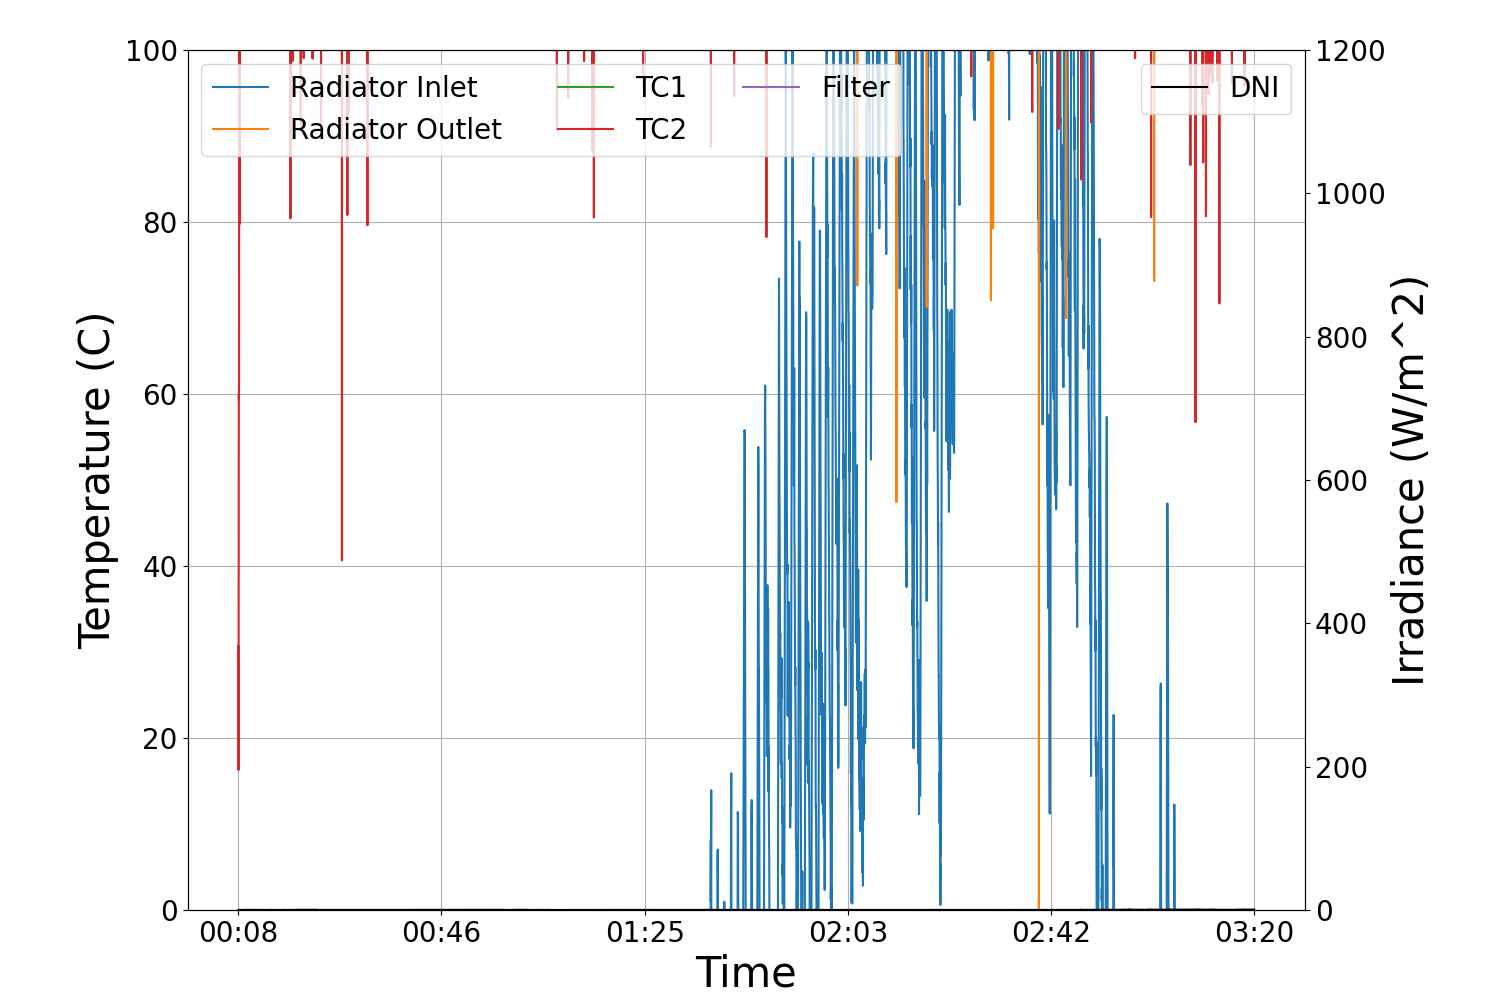 Radiator Inlet
Radiator Outlet
TC1
TC2
Filter
DNI
Temperature (C)
100
80
60
40
20
0
1200
1000
800
600
400
200
0
Irradiance (W/m^2)
00:08 00:46 01:25 02:03 02:42 03:20
Time